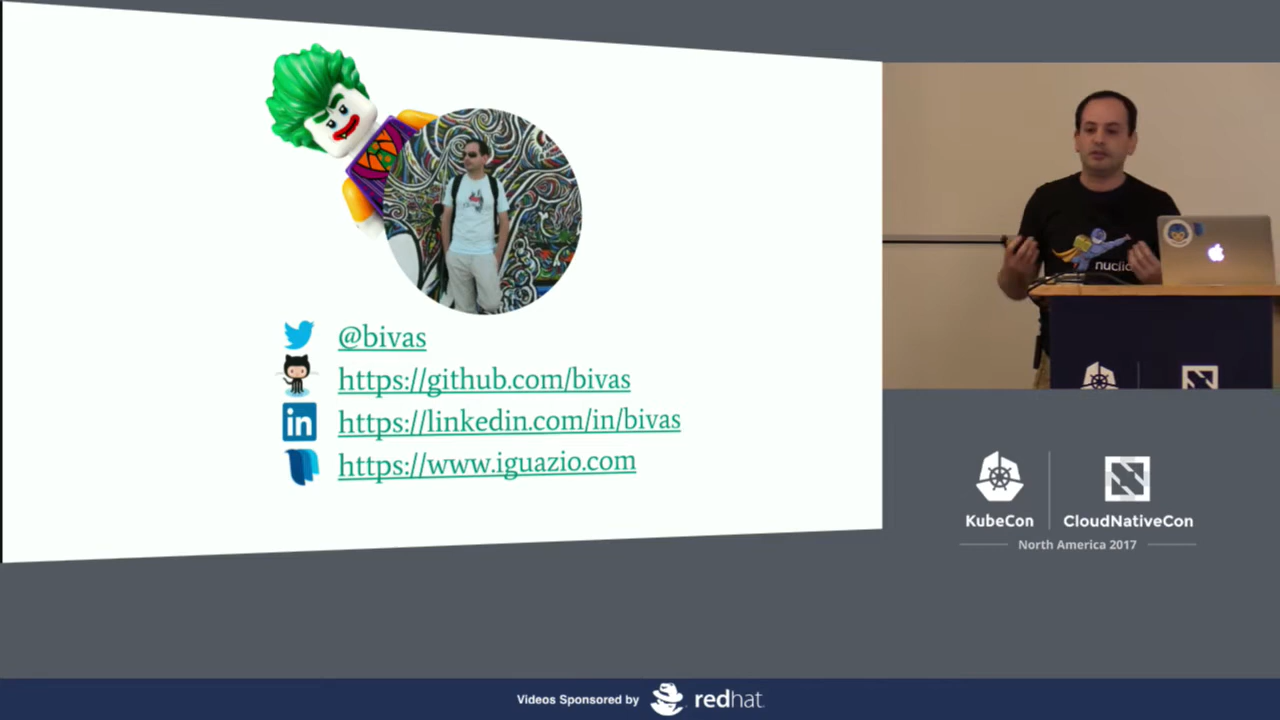 @bivas
https://github.com/bivas
in
https://linkedin.com/in/bivas
https://www.iguazio.com
KubeCon
CloudNativeCon
North America 2017
Videos Sponsored by
redhat.